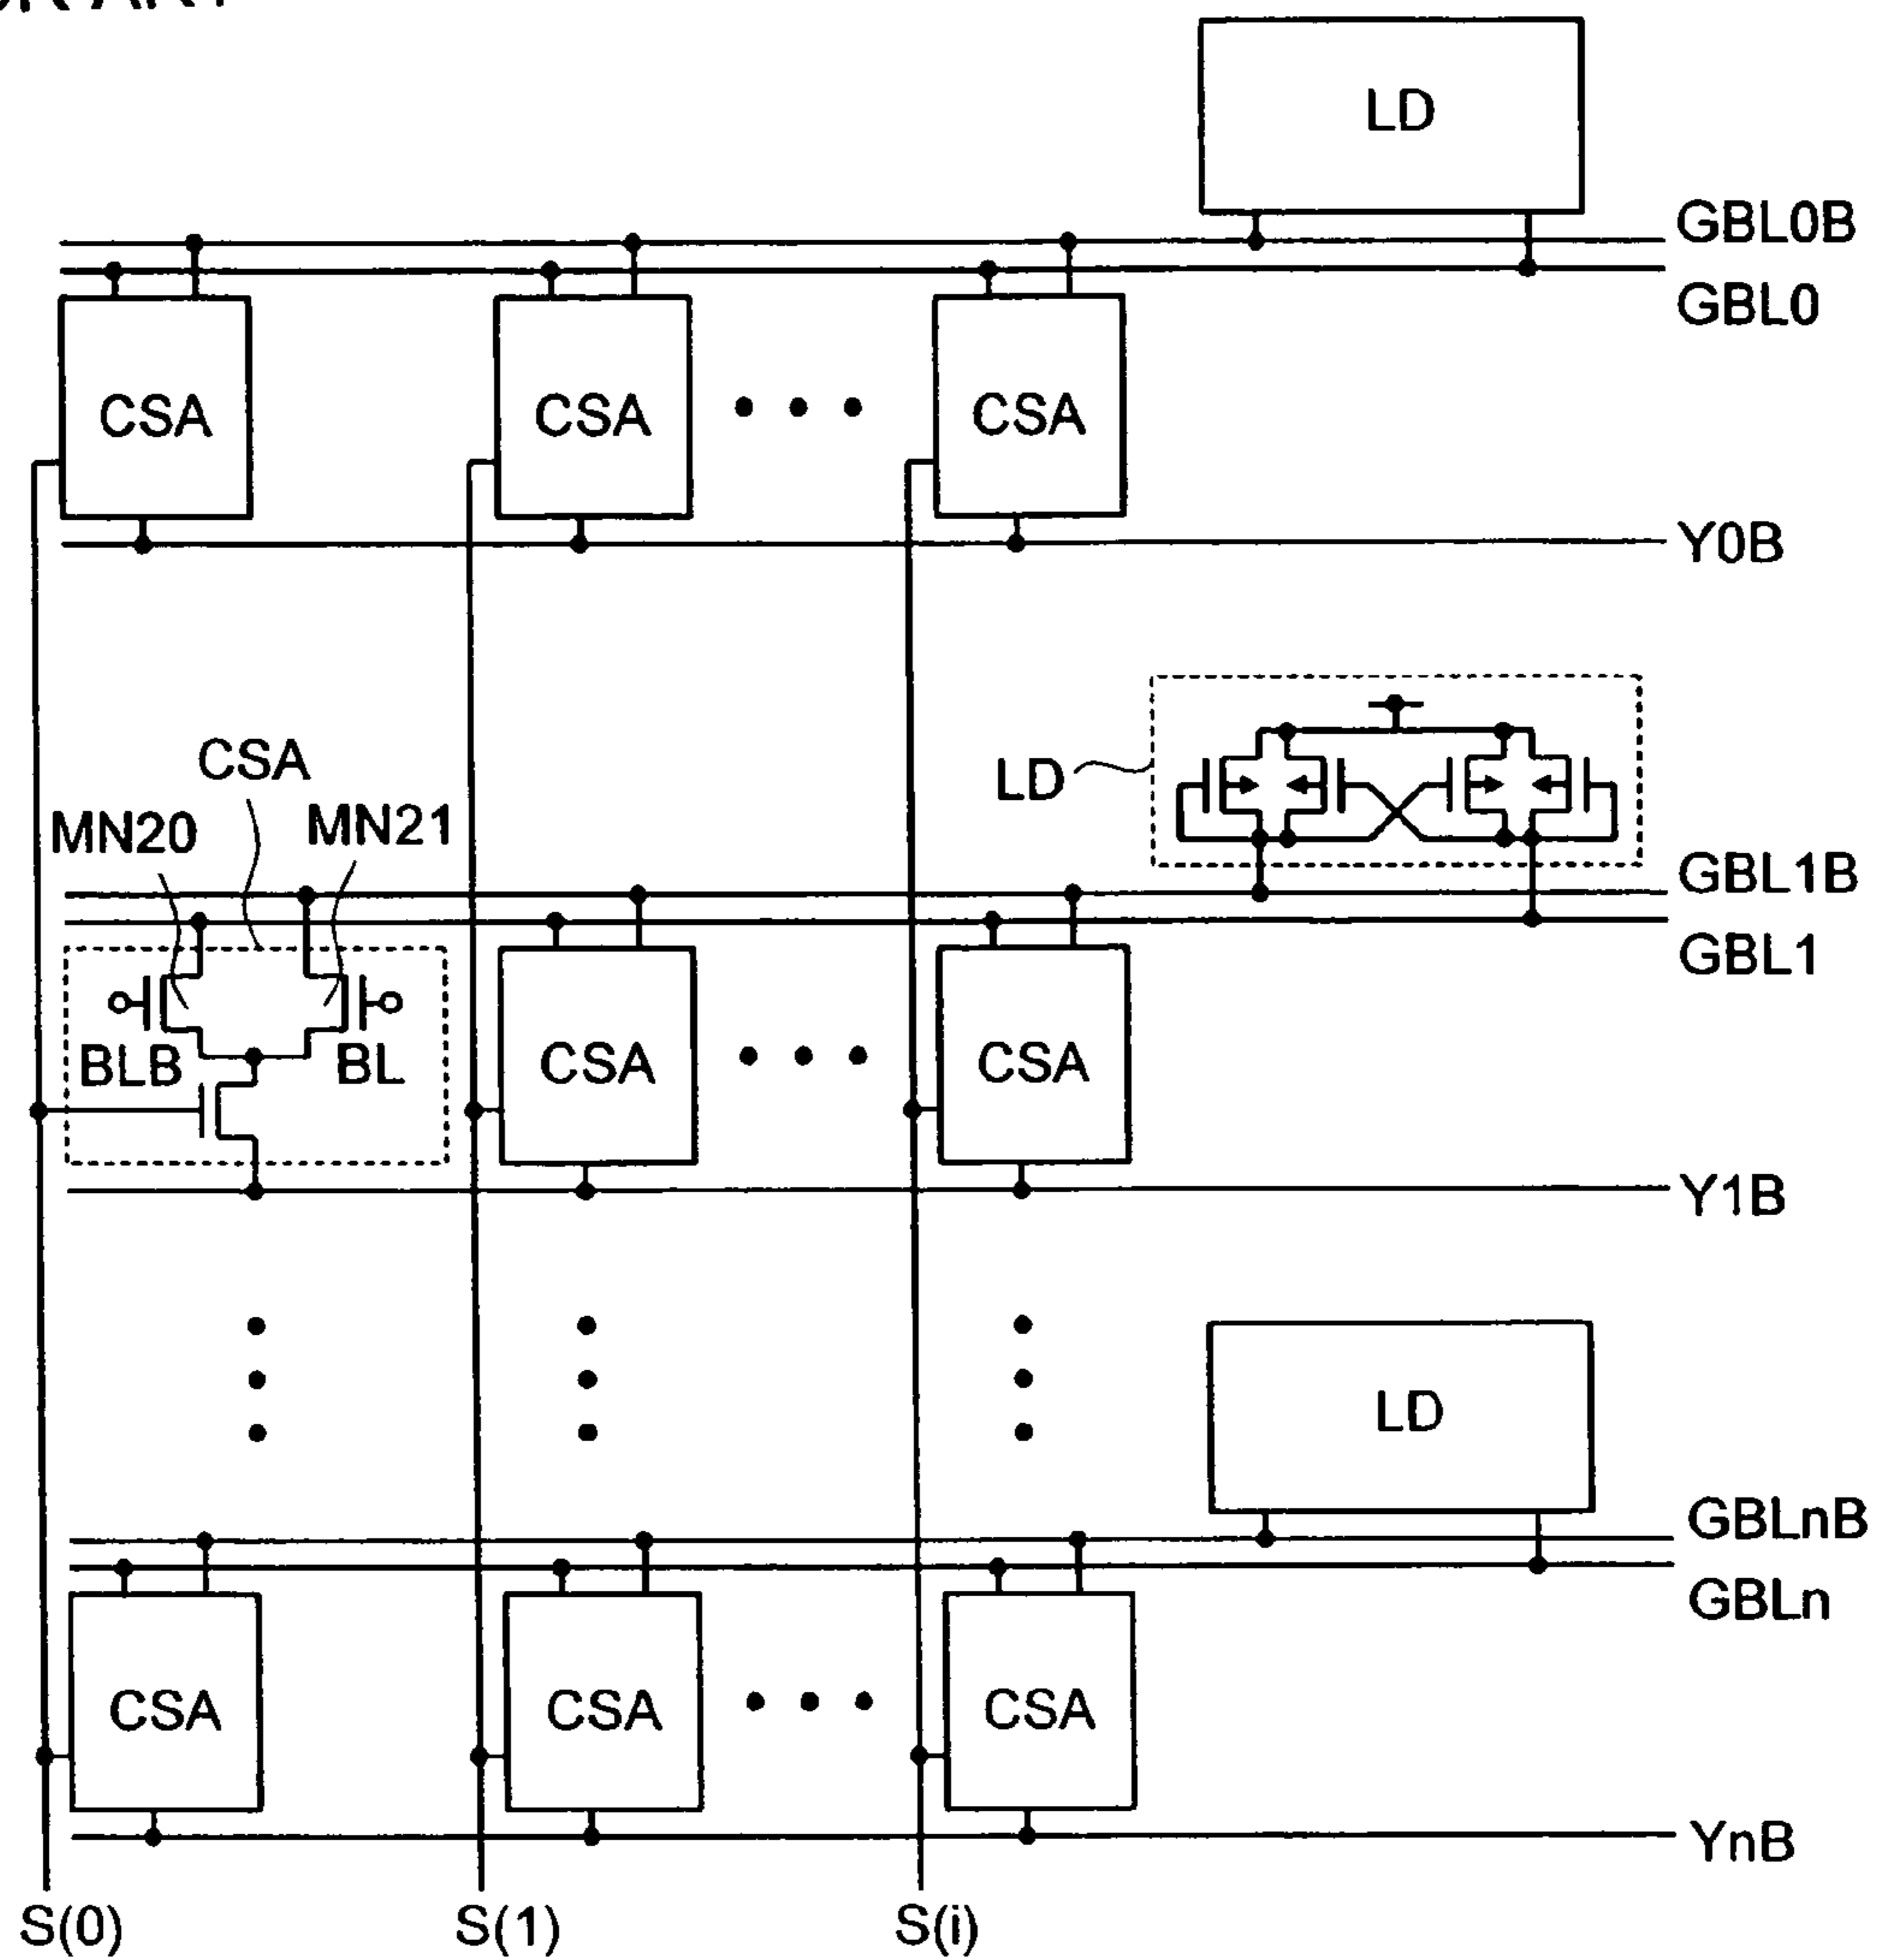 LD
GBL0B
GBL0
CSA CSA CSA
Y0B
CSA
MN20 MN21
LD
GBL1B
GBL1
BLB BL
CSA CSA
Y1B
LD
GBLnB
GBLn
CSA CSA CSA
YnB
S(0) S(1) S(i)